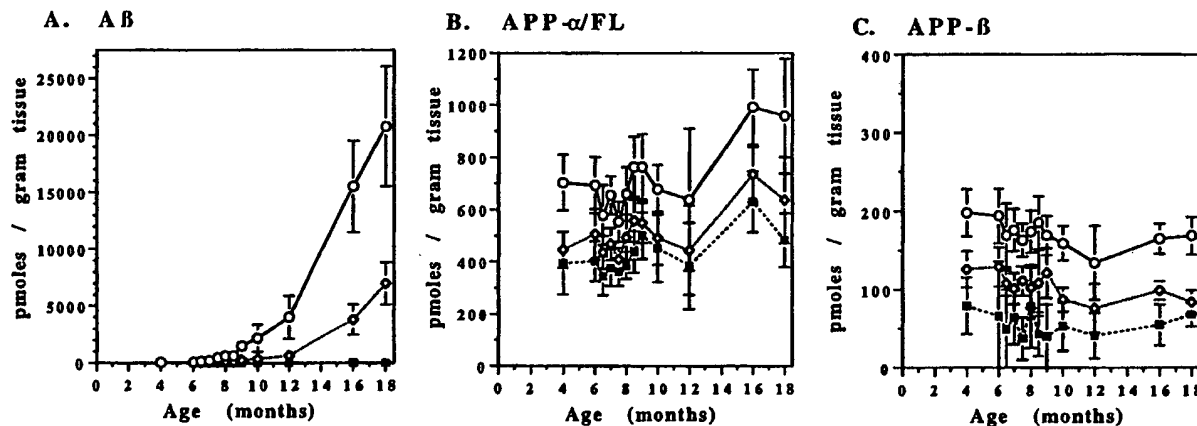 A. Aß
B. APP-α/FL
C. APP-ß
pmoles / gram tissue
25000
20000
15000
10000
5000
0
0 2 4 6 8 10 12 14 16 18
Age (months)
pmoles / gram tissue
1200
1000
800
600
400
200
0
0 2 4 6 8 10 12 14 16 18
Age (months)
pmoles / gram tissue
400
300
200
100
0
0 2 4 6 8 10 12 14 16 18
Age (months)